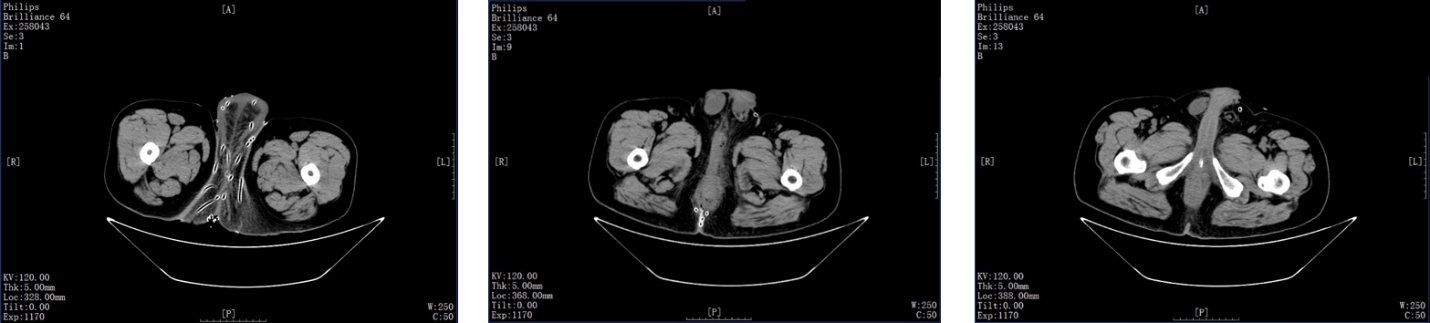 Philips
Brilliance 64
Ex:258043
Se:3
Im:1
B
[A]
[R]
[L]
KV:120.00
Thk:5.00mm
Loc:328.00mm
Tilt:0.00
Exp:1170
[P]
W:250
C:50
Philips
Brilliance 64
Ex:258043
Se:3
Im:9
B
[A]
[R]
[L]
KV:120.00
Thk:5.00mm
Loc:368.00mm
Tilt:0.00
Exp:1170
[P]
W:250
C:50
Philips
Brilliance 64
Ex:258043
Se:3
Im:13
B
[A]
[R]
[L]
KV:120.00
Thk:5.00mm
Loc:388.00mm
Tilt:0.00
Exp:1170
[P]
W:250
C:50